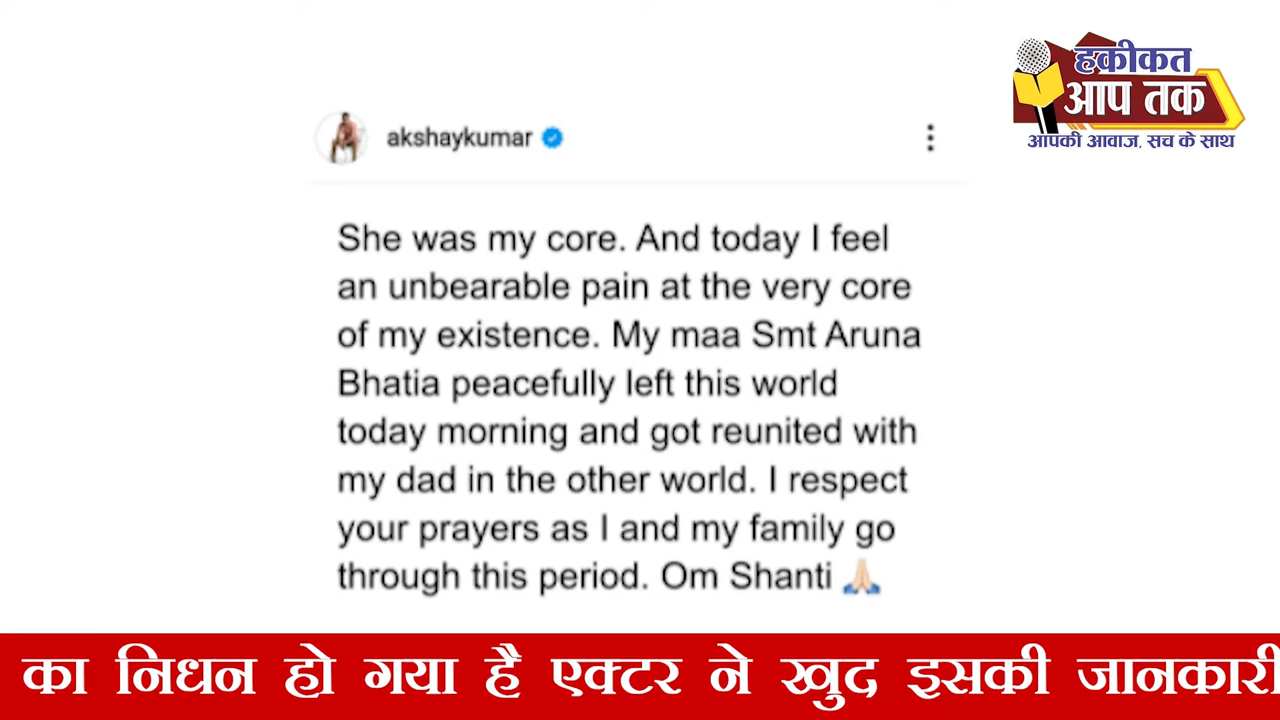 हकीकत
आप तक
आपकी आवाज, सच के साथ
akshaykumar
She was my core. And today I feel
an unbearable pain at the very core
of my existence. My maa Smt Aruna
Bhatia peacefully left this world
today morning and got reunited with
my dad in the other world. I respect
your prayers as I and my family go
through this period. Om Shanti 🙏🏻
का निधन हो गया है एक्टर ने खुद इसकी जानकारी